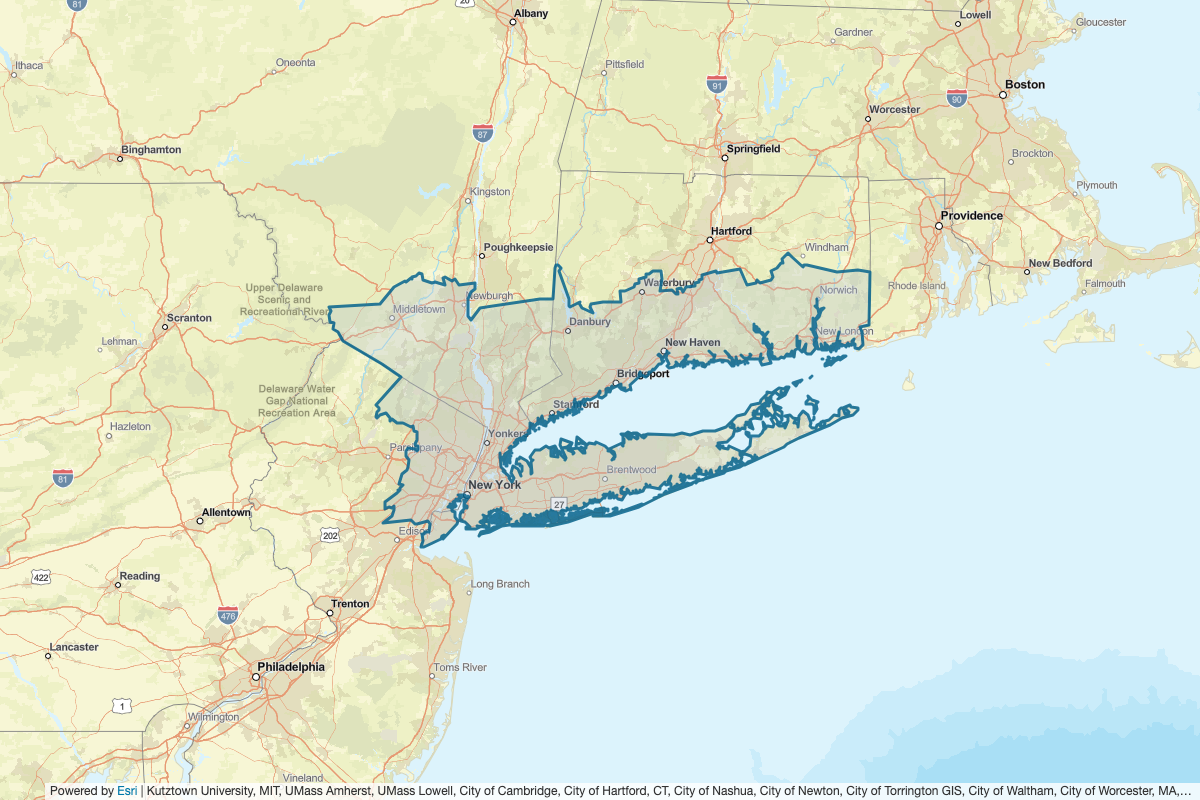 81
20
Albany
Lowell
Gloucester
Gardner
Ithaca
Oneonta
Pittsfield
91
Boston
90
Worcester
87
Binghamton
Springfield
Brockton
Plymouth
Kingston
Providence
Hartford
Poughkeepsie
Windham
New Bedford
Falmouth
Upper Delaware
Scenic and
Recreational River
Newburgh
Waterbury
Norwich
Rhode Island
Middletown
Scranton
Danbury
New London
Lehman
New Haven
Bridgeport
Delaware Water
Gap National
Recreation Area
Stamford
Hazleton
Yonkers
Parsippany
Brentwood
81
New York
27
Allentown
202
Edison
422
Reading
Long Branch
476
Trenton
Lancaster
Philadelphia
Toms River
1
Wilmington
Vineland
Powered by Esri | Kutztown University, MIT, UMass Amherst, UMass Lowell, City of Cambridge, City of Hartford, CT, City of Nashua, City of Newton, City of Torrington GIS, City of Waltham, City of Worcester, MA,...